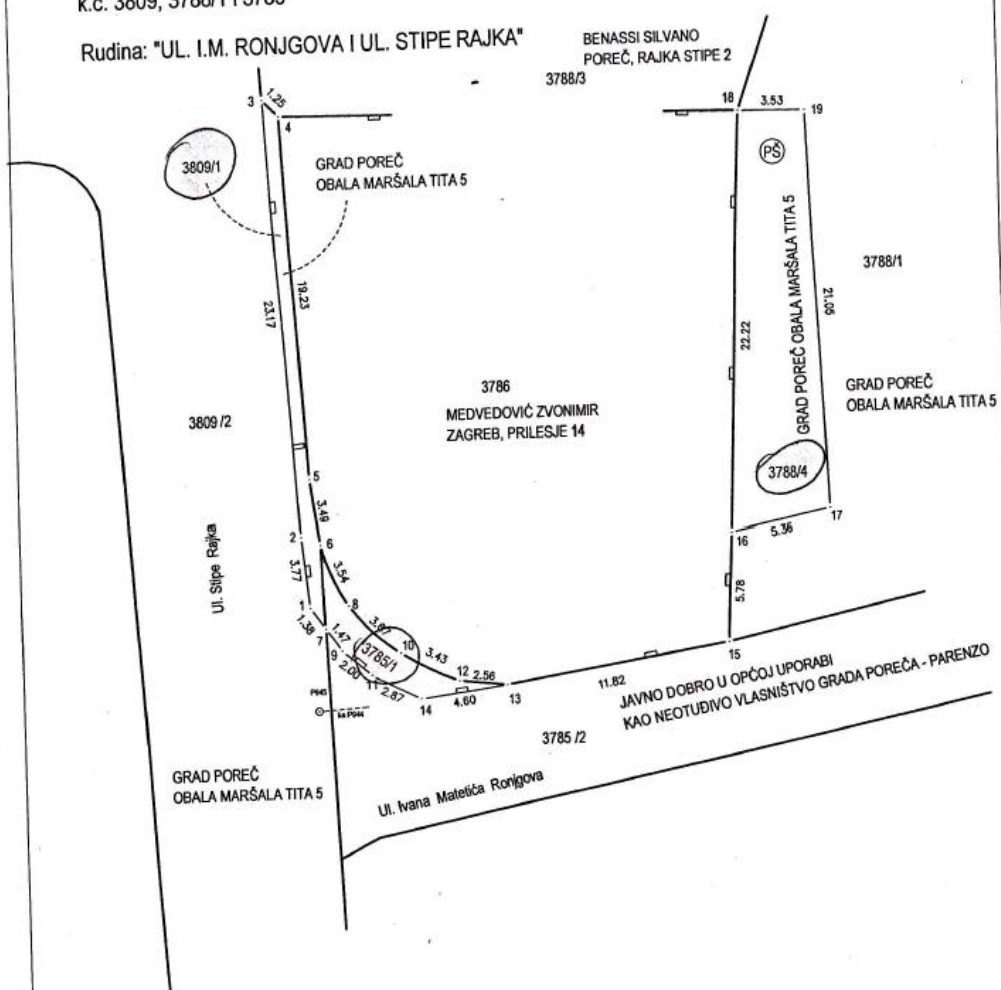 k.č. 3809, 3788/1 i 3785
Rudina: "UL. I.M. RONJGOVA I UL. STIPE RAJKA"
BENASSI SILVANO
POREČ, RAJKA STIPE 2
3788/3
3
1.25
4
18
3.53
19
3809/1
GRAD POREČ
OBALA MARŠALA TITA 5
PŠ
GRAD POREČ OBALA MARŠALA TITA 5
3788/1
23.17
19.23
22.22
21.05
3786
MEDVEDOVIĆ ZVONIMIR
ZAGREB, PRILESJE 14
GRAD POREČ
OBALA MARŠALA TITA 5
3809 /2
3788/4
5
3.49
2
6
16
5.36
17
Ul. Stipe Rajka
3.77
3.54
5.78
1
8
1.38
7
1.47
10
3785/1
3.43
9
2.00
11
2.87
12
2.56
13
14
4.60
11.82
15
JAVNO DOBRO U OPĆOJ UPORABI
KAO NEOTUĐIVO VLASNIŠTVO GRADA POREČA - PARENZO
3785 /2
GRAD POREČ
OBALA MARŠALA TITA 5
Ul. Ivana Matetića Ronjgova